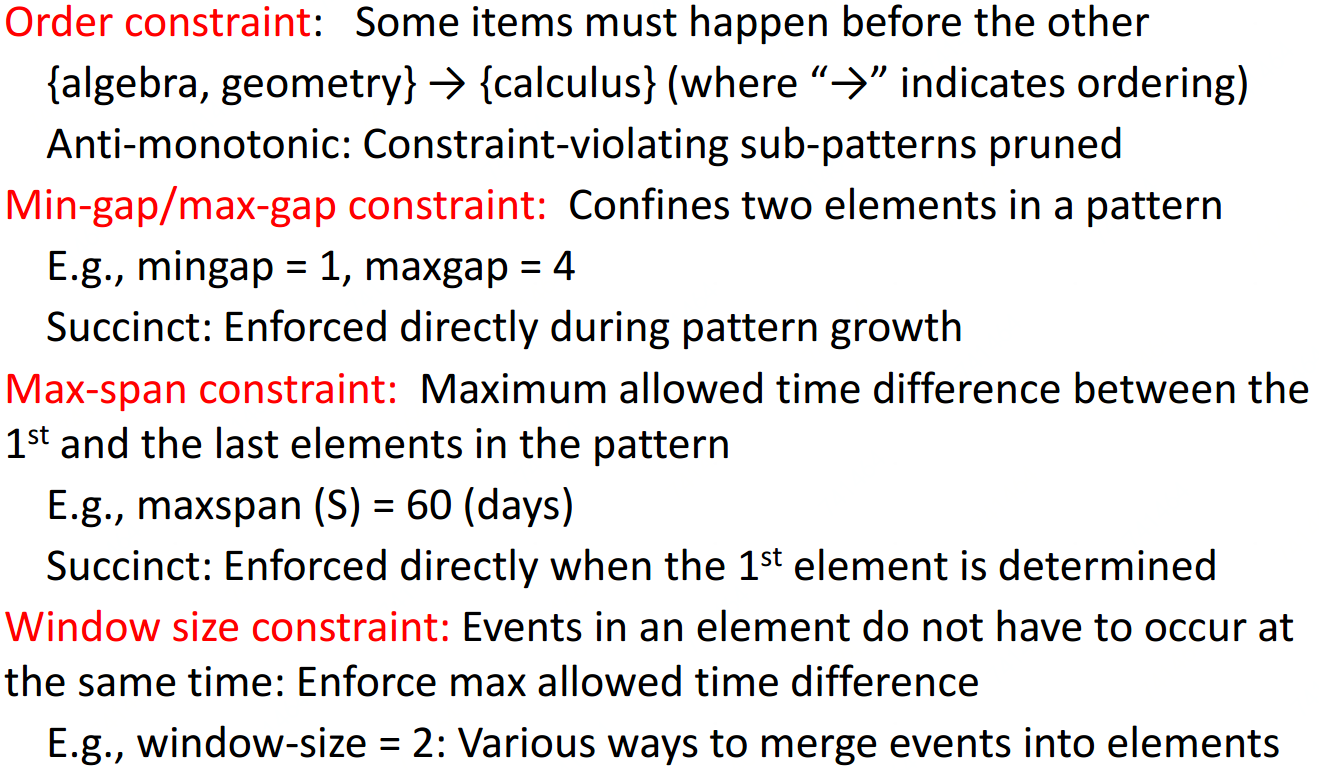 Order constraint:   Some items must happen before the other
{algebra, geometry} → {calculus} (where “→” indicates ordering)
Anti-monotonic: Constraint-violating sub-patterns pruned
Min-gap/max-gap constraint:  Confines two elements in a pattern
E.g., mingap = 1, maxgap = 4
Succinct: Enforced directly during pattern growth
Max-span constraint:  Maximum allowed time difference between the
1st and the last elements in the pattern
E.g., maxspan (S) = 60 (days)
Succinct: Enforced directly when the 1st element is determined
Window size constraint: Events in an element do not have to occur at
the same time: Enforce max allowed time difference
E.g., window-size = 2: Various ways to merge events into elements